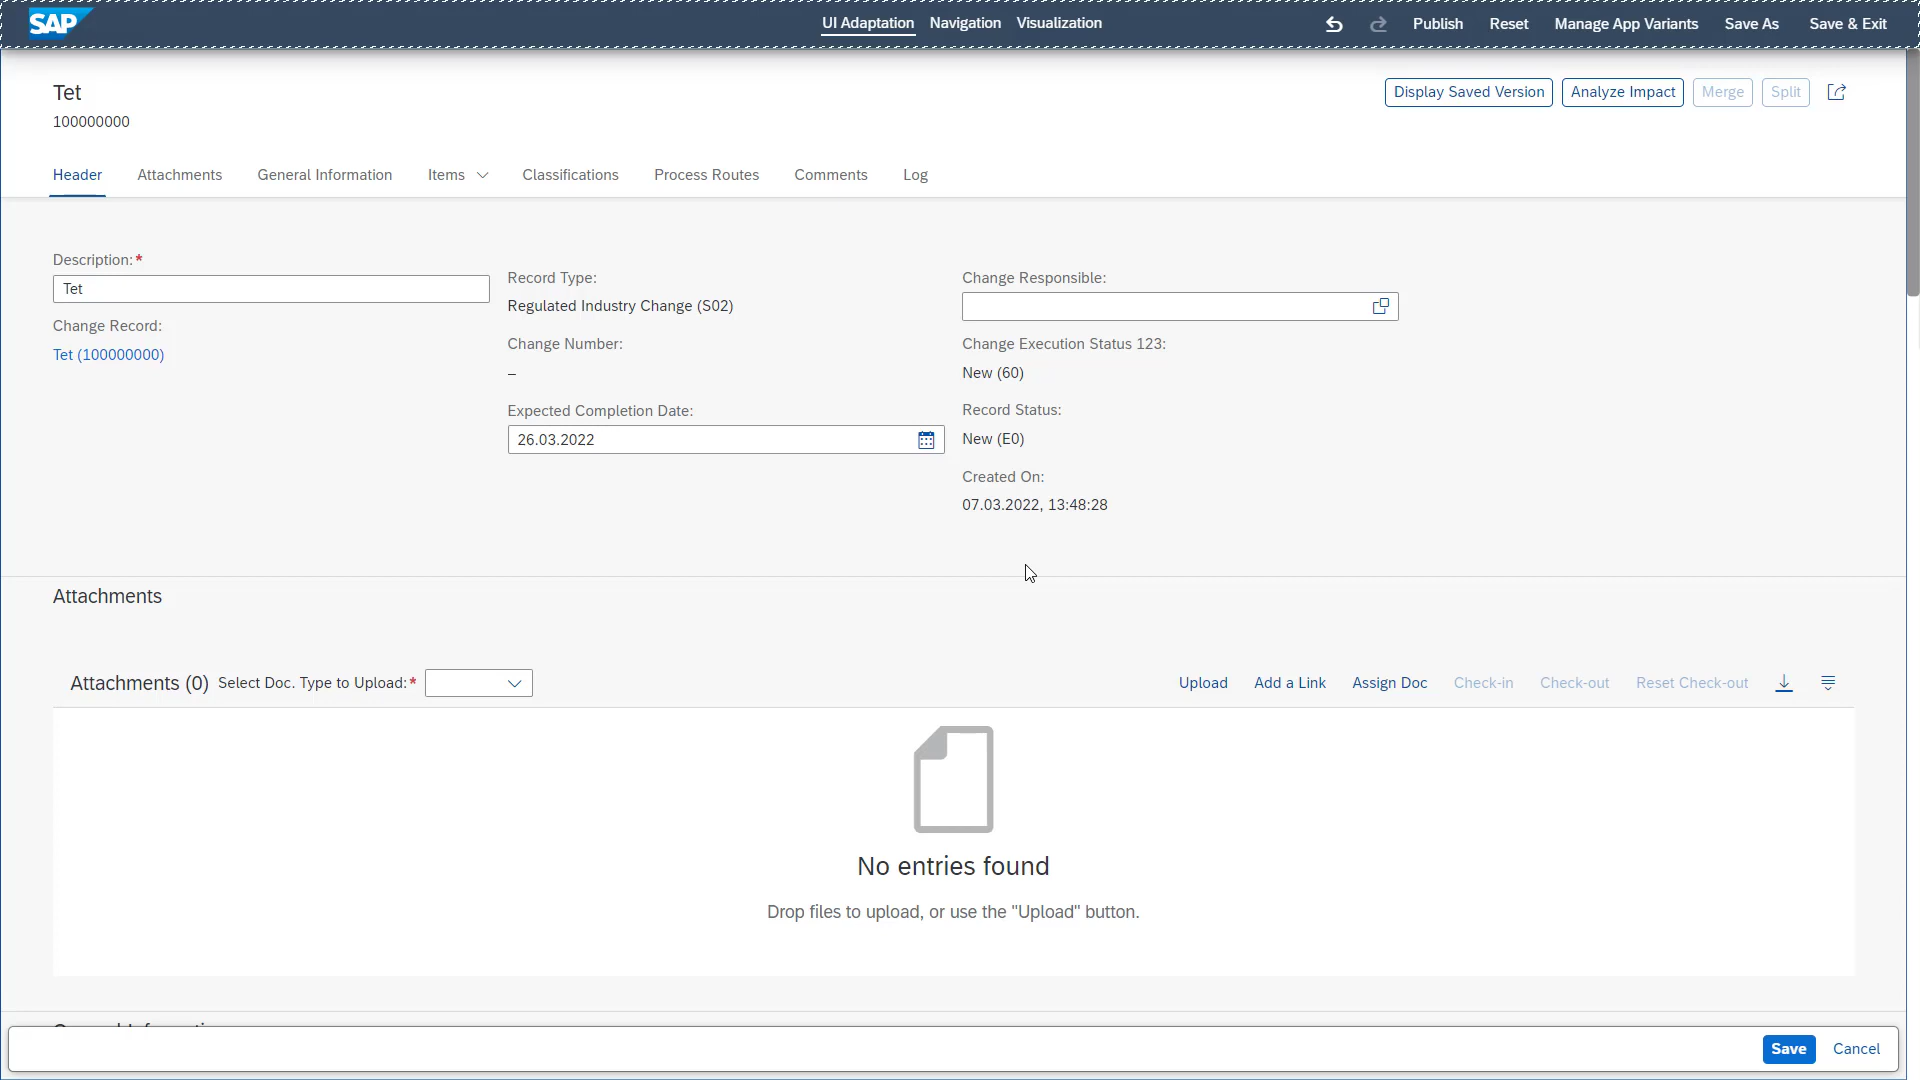 SAP
UI Adaptation Navigation Visualization
Publish Reset Manage App Variants Save As Save & Exit
Tet
100000000
Display Saved Version Analyze Impact Merge Split
Header Attachments General Information Items Classifications Process Routes Comments Log
Description:*
Tet
Change Record:
Tet (100000000)
Record Type:
Regulated Industry Change (S02)
Change Number:
–
Expected Completion Date:
26.03.2022
Change Responsible:
Change Execution Status 123:
New (60)
Record Status:
New (E0)
Created On:
07.03.2022, 13:48:28
Attachments
Attachments (0) Select Doc. Type to Upload:*
Upload Add a Link Assign Doc Check-in Check-out Reset Check-out
No entries found
Drop files to upload, or use the "Upload" button.
Save Cancel